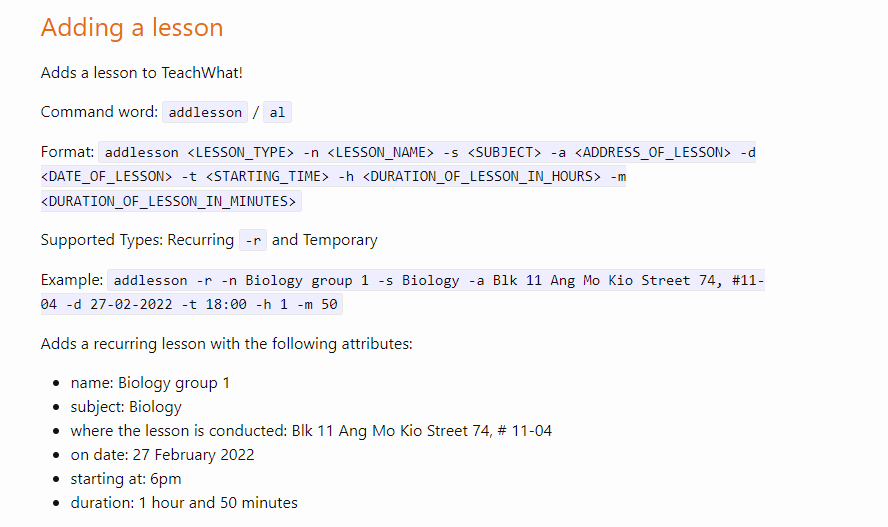 Adding a lesson
Adds a lesson to TeachWhat!
Command word: addlesson / al
Format: addlesson <LESSON_TYPE> -n <LESSON_NAME> -s <SUBJECT> -a <ADDRESS_OF_LESSON> -d
<DATE_OF_LESSON> -t <STARTING_TIME> -h <DURATION_OF_LESSON_IN_HOURS> -m
<DURATION_OF_LESSON_IN_MINUTES>
Supported Types: Recurring -r and Temporary
Example: addlesson -r -n Biology group 1 -s Biology -a Blk 11 Ang Mo Kio Street 74, #11-
04 -d 27-02-2022 -t 18:00 -h 1 -m 50
Adds a recurring lesson with the following attributes:
• name: Biology group 1
• subject: Biology
• where the lesson is conducted: Blk 11 Ang Mo Kio Street 74, # 11-04
• on date: 27 February 2022
• starting at: 6pm
• duration: 1 hour and 50 minutes